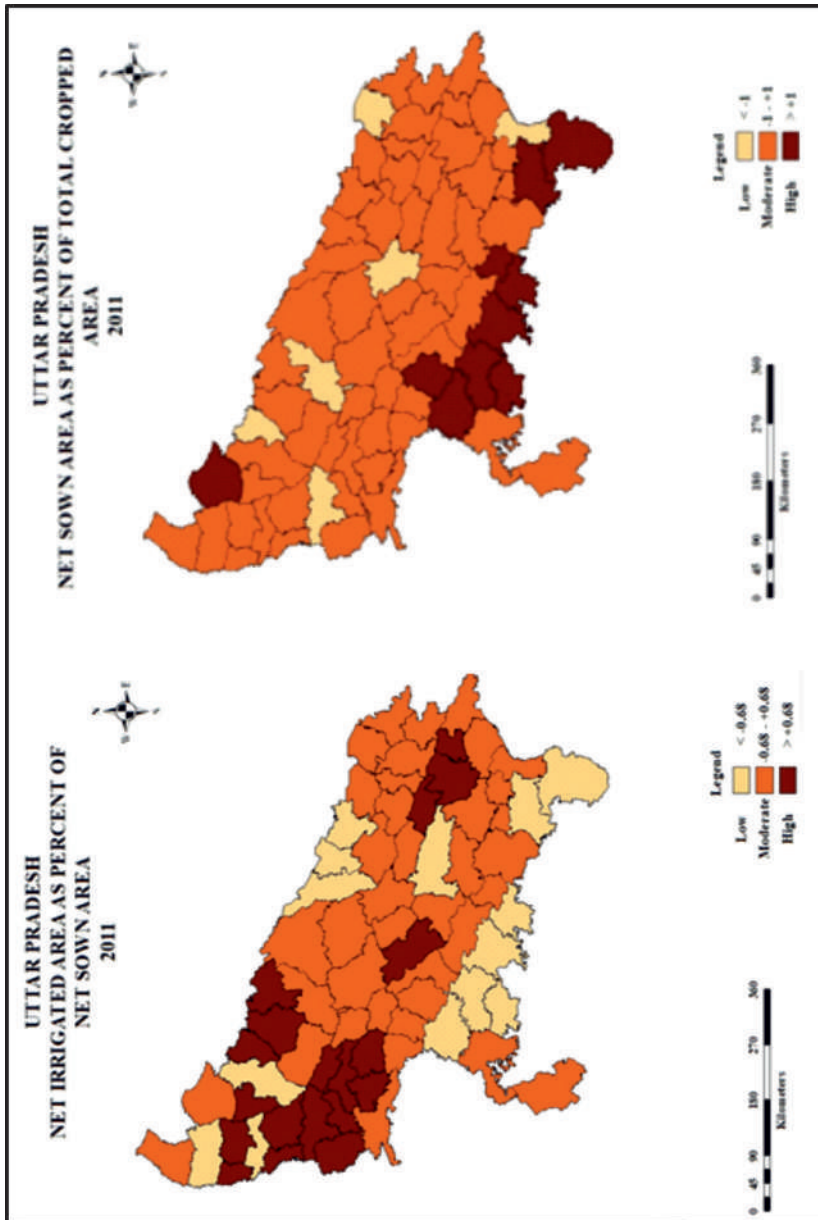 UTTAR PRADESH
NET IRRIGATED AREA AS PERCENT OF
NET SOWN AREA
2011
N
E
S
W
Legend
Low < -0.68
Moderate -0.68 - +0.68
High > +0.68
0 45 90 180 270 360
Kilometers
UTTAR PRADESH
NET SOWN AREA AS PERCENT OF TOTAL CROPPED
AREA
2011
N
E
S
W
Legend
Low < -1
Moderate -1 - +1
High > +1
0 45 90 180 270 360
Kilometers